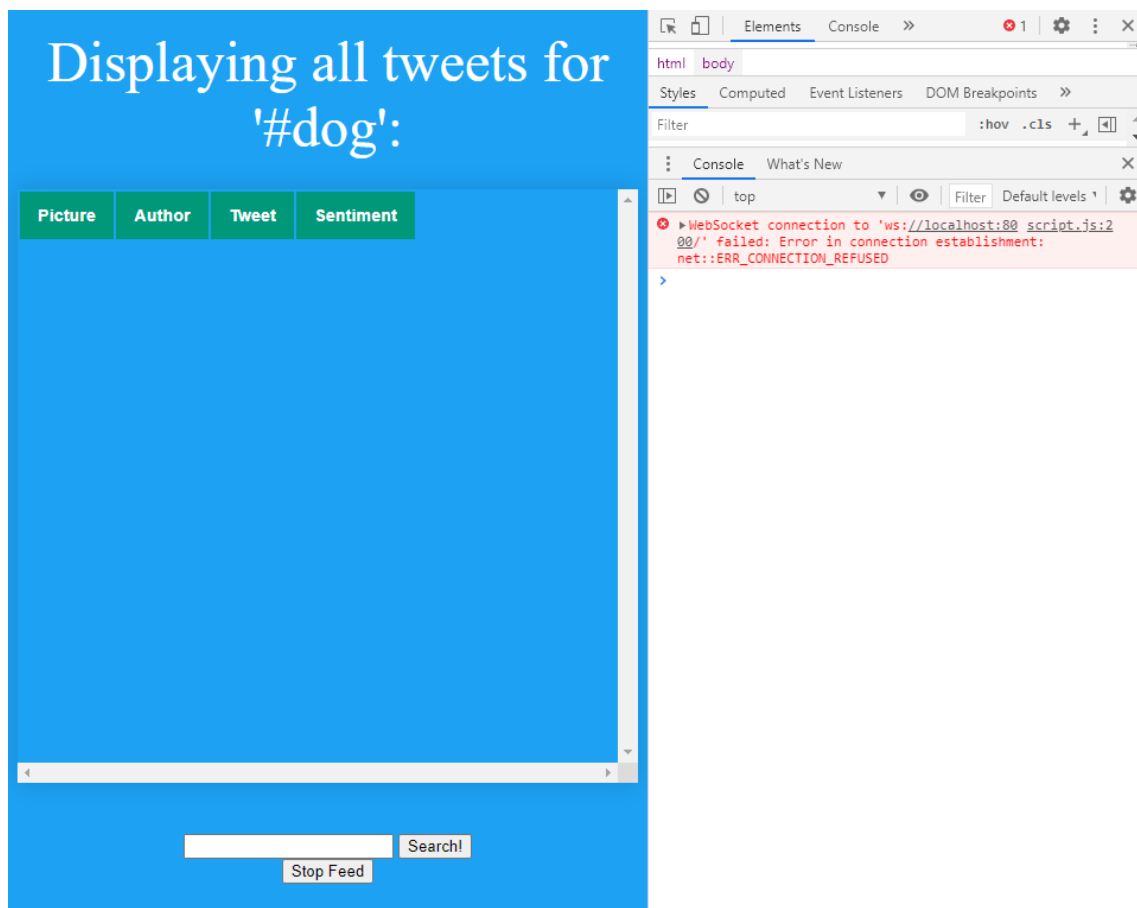 Displaying all tweets for
'#dog':
Picture Author Tweet Sentiment
Search!
Stop Feed
Elements Console » 1
html body
Styles Computed Event Listeners DOM Breakpoints »
Filter :hov .cls +
Console What's New
top Filter Default levels
WebSocket connection to 'ws://localhost:80 script.js:2
00/' failed: Error in connection establishment:
net::ERR_CONNECTION_REFUSED
>